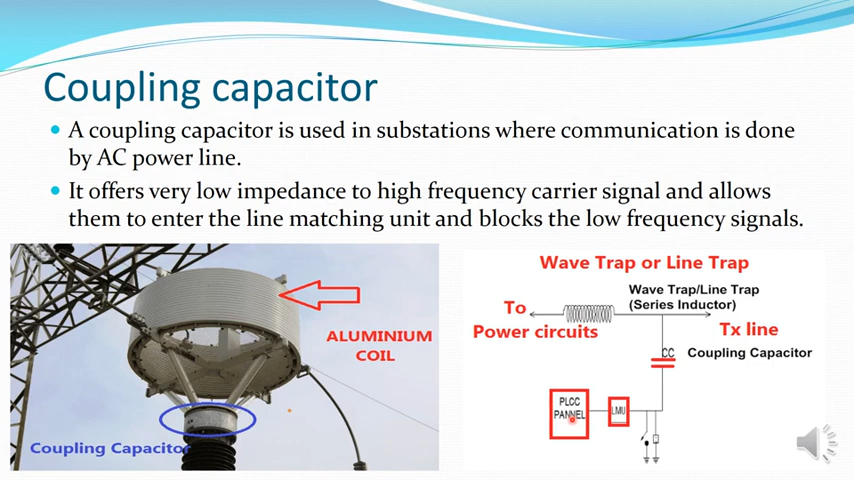 Coupling capacitor
A coupling capacitor is used in substations where communication is done
by AC power line.
It offers very low impedance to high frequency carrier signal and allows
them to enter the line matching unit and blocks the low frequency signals.
ALUMINIUM
COIL
Coupling Capacitor
Wave Trap or Line Trap
Wave Trap/Line Trap
(Series Inductor)
To
Power circuits
Tx line
CC
Coupling Capacitor
PLCC
PANNEL
LMU